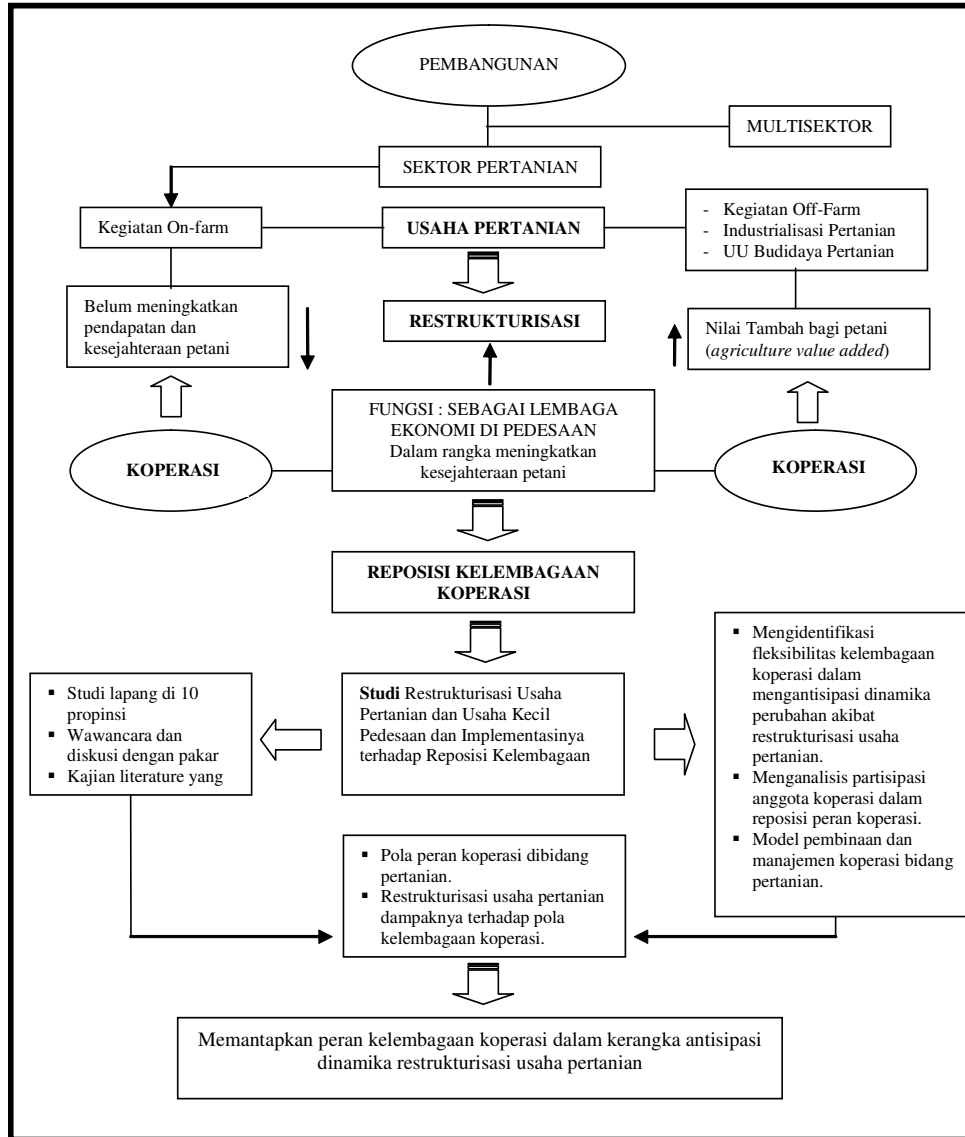 PEMBANGUNAN
MULTISEKTOR
SEKTOR PERTANIAN
Kegiatan On-farm
USAHA PERTANIAN
- Kegiatan Off-Farm
- Industrialisasi Pertanian
- UU Budidaya Pertanian
Belum meningkatkan
pendapatan dan
kesejahteraan petani
RESTRUKTURISASI
Nilai Tambah bagi petani
(agriculture value added)
FUNGSI : SEBAGAI LEMBAGA
EKONOMI DI PEDESAAN
Dalam rangka meningkatkan
kesejahteraan petani
KOPERASI
KOPERASI
REPOSISI KELEMBAGAAN
KOPERASI
▪ Studi lapang di 10
propinsi
▪ Wawancara dan
diskusi dengan pakar
▪ Kajian literature yang
Studi Restrukturisasi Usaha
Pertanian dan Usaha Kecil
Pedesaan dan Implementasinya
terhadap Reposisi Kelembagaan
▪ Mengidentifikasi
fleksibilitas kelembagaan
koperasi dalam
mengantisipasi dinamika
perubahan akibat
restrukturisasi usaha
pertanian.
▪ Menganalisis partisipasi
anggota koperasi dalam
reposisi peran koperasi.
▪ Model pembinaan dan
manajemen koperasi bidang
pertanian.
▪ Pola peran koperasi dibidang
pertanian.
▪ Restrukturisasi usaha pertanian
dampaknya terhadap pola
kelembagaan koperasi.
Memantapkan peran kelembagaan koperasi dalam kerangka antisipasi
dinamika restrukturisasi usaha pertanian